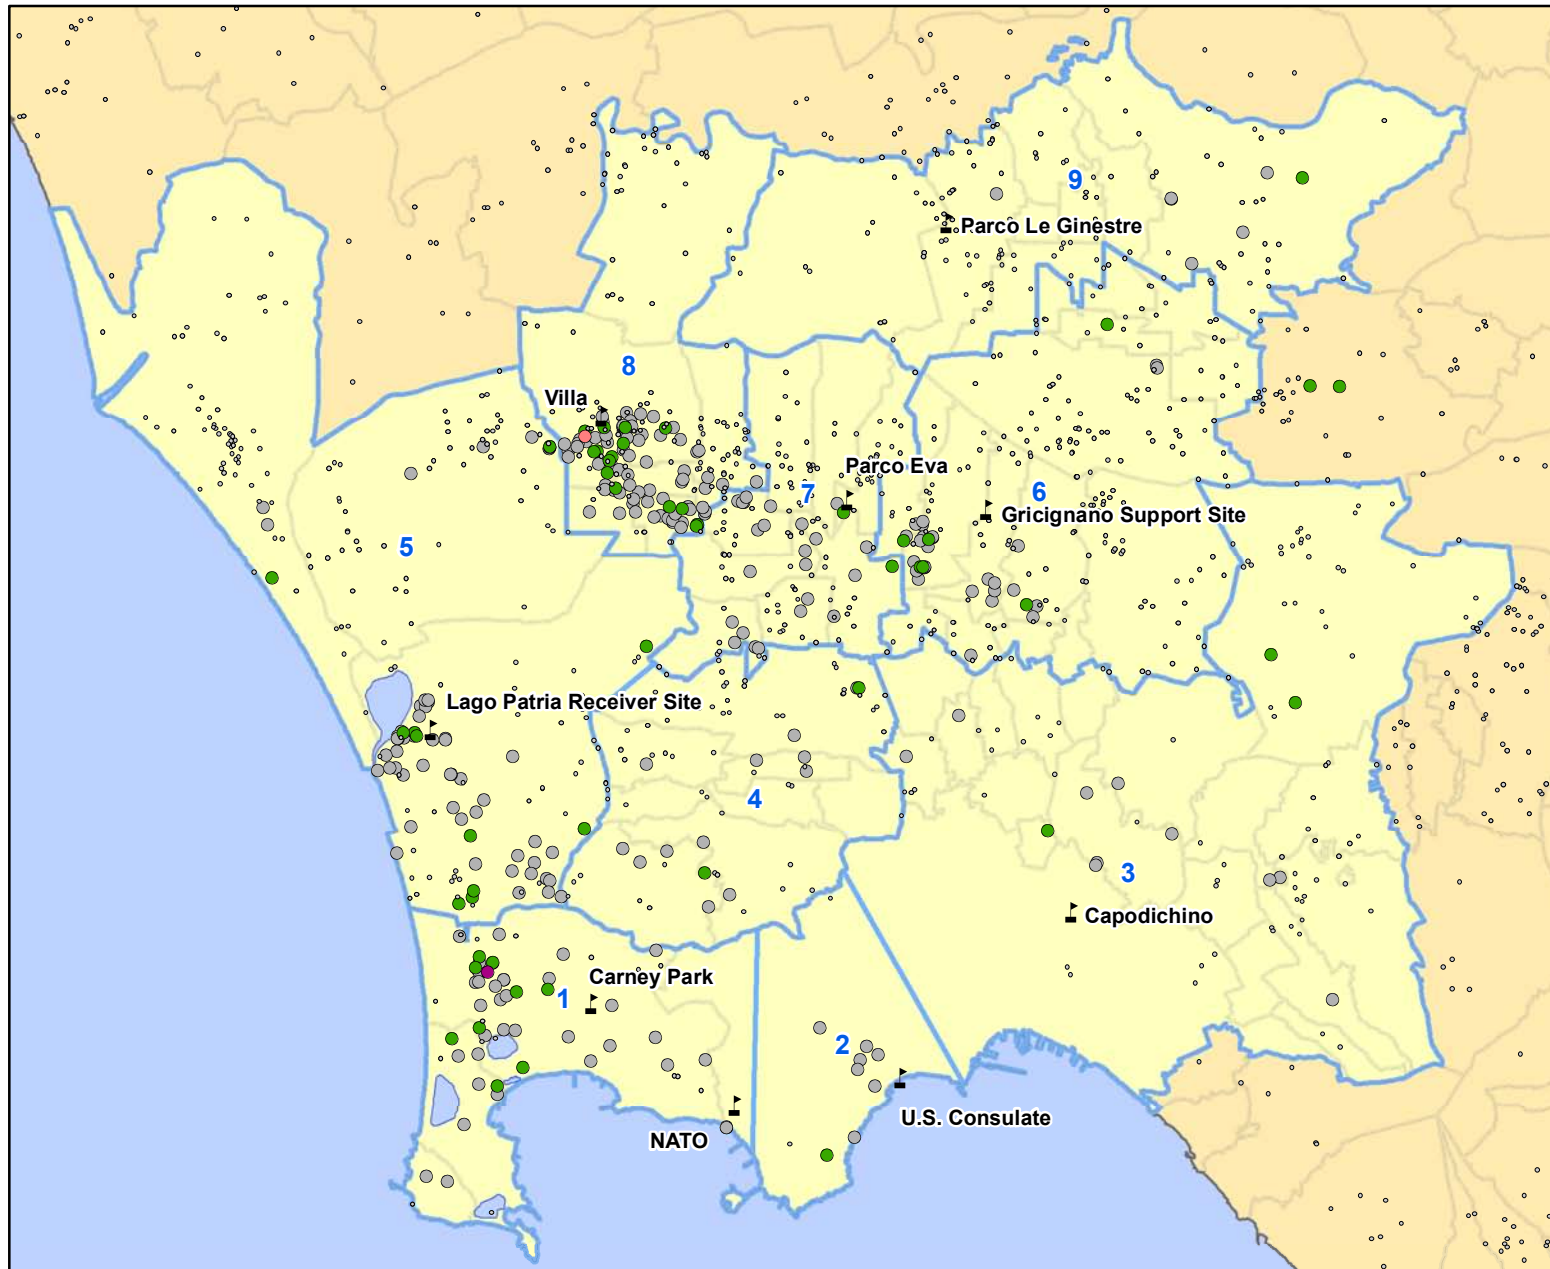 9
Parco Le Ginestre
8
Villa
Parco Eva
7
6
Gricignano Support Site
5
Lago Patria Receiver Site
4
3
Capodichino
Carney Park
1
2
U.S. Consulate
NATO